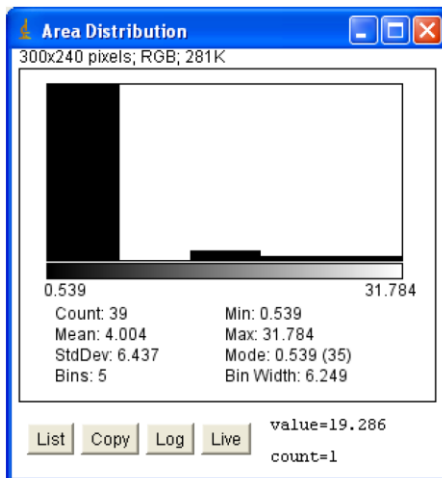 Area Distribution
300x240 pixels; RGB; 281K
0.539 31.784
Count: 39 Min: 0.539
Mean: 4.004 Max: 31.784
StdDev: 6.437 Mode: 0.539 (35)
Bins: 5 Bin Width: 6.249
List Copy Log Live value=19.286
count=1